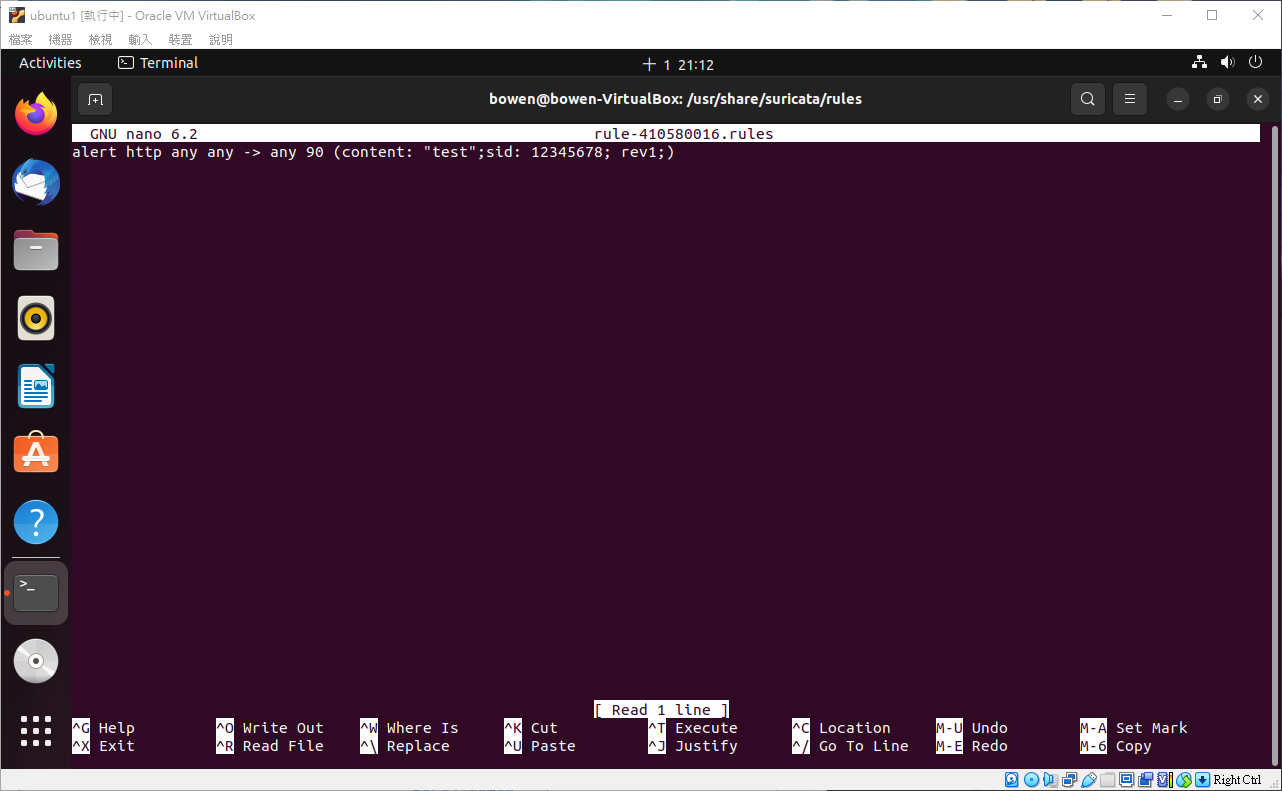 ubuntu1 [執行中] - Oracle VM VirtualBox
檔案 機器 檢視 輸入 裝置 說明
Activities Terminal 1 21:12
bowen@bowen-VirtualBox: /usr/share/suricata/rules
GNU nano 6.2 rule-410580016.rules
alert http any any -> any 90 (content: "test";sid: 12345678; rev1;)
[ Read 1 line ]
^G Help ^O Write Out ^W Where Is ^K Cut ^T Execute ^C Location M-U Undo M-A Set Mark
^X Exit ^R Read File ^\ Replace ^U Paste ^J Justify ^/ Go To Line M-E Redo M-6 Copy
Right Ctrl